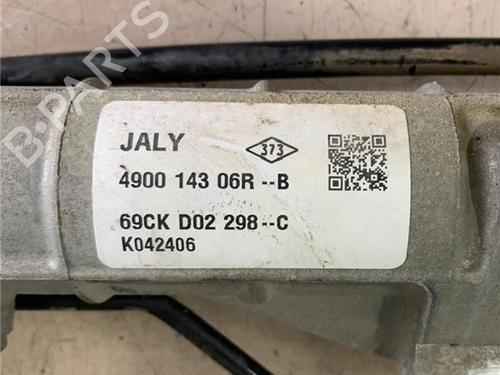 B-PARTS
JALY
373
4900 143 06R --B
69CK D02 298--C
K042406